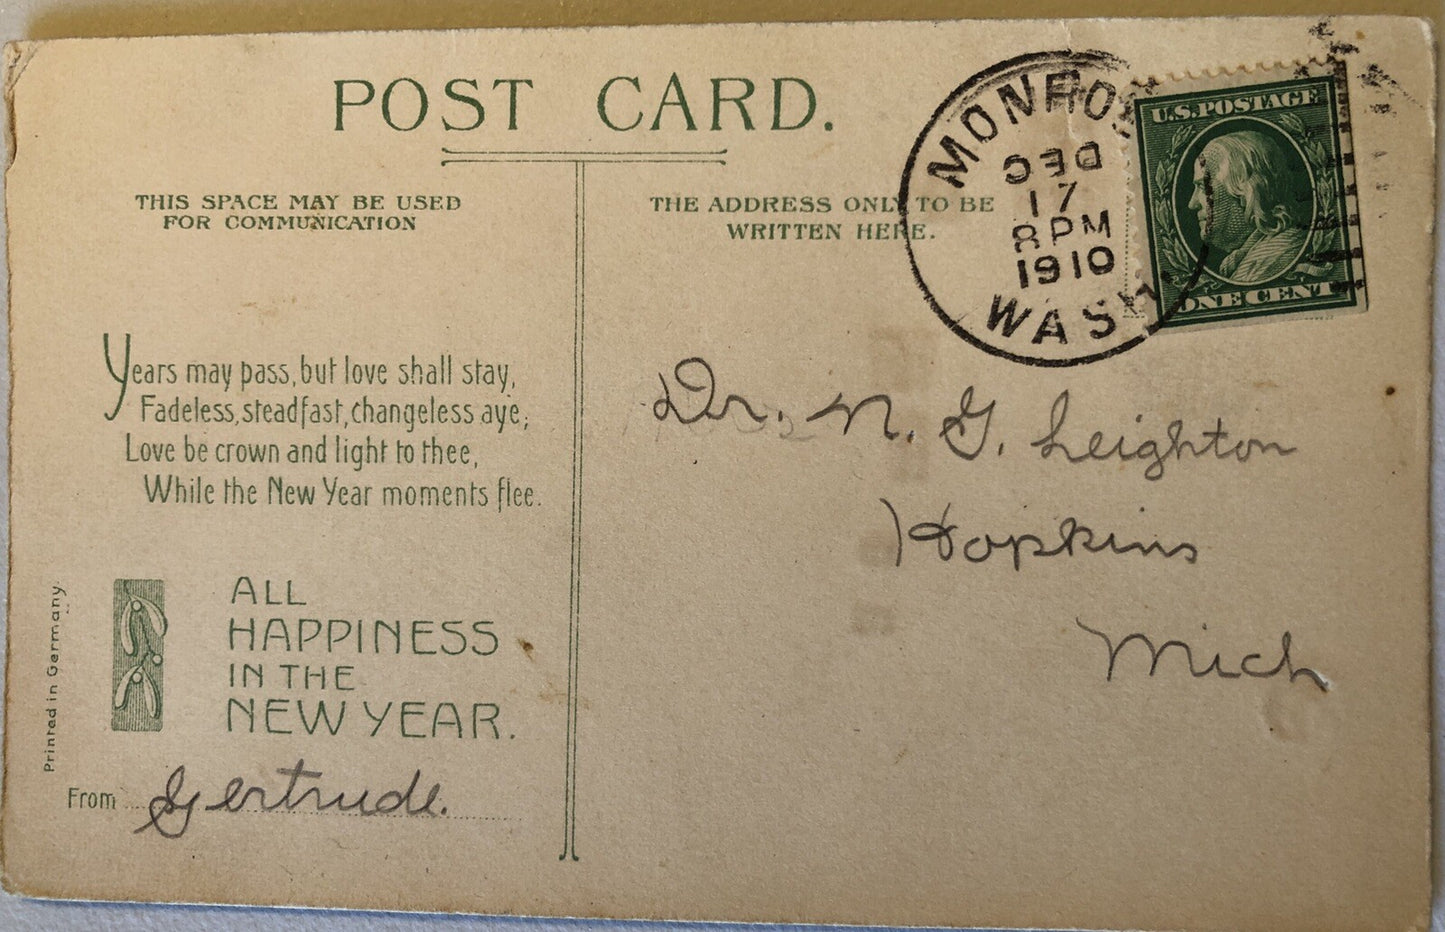 POST CARD.
THIS SPACE MAY BE USED
FOR COMMUNICATION
THE ADDRESS ONLY TO BE
WRITTEN HERE.
MONROE
DEC
17
8 PM
1910
WASH.
U.S. POSTAGE
ONE CENT
Years may pass, but love shall stay,
Fadeless, steadfast, changeless aye;
Love be crown and light to thee,
While the New Year moments flee.
ALL
HAPPINESS
IN THE
NEW YEAR.
From Gertrude.
Printed in Germany.
Dr. N. G. Leighton
Hopkins
Mich